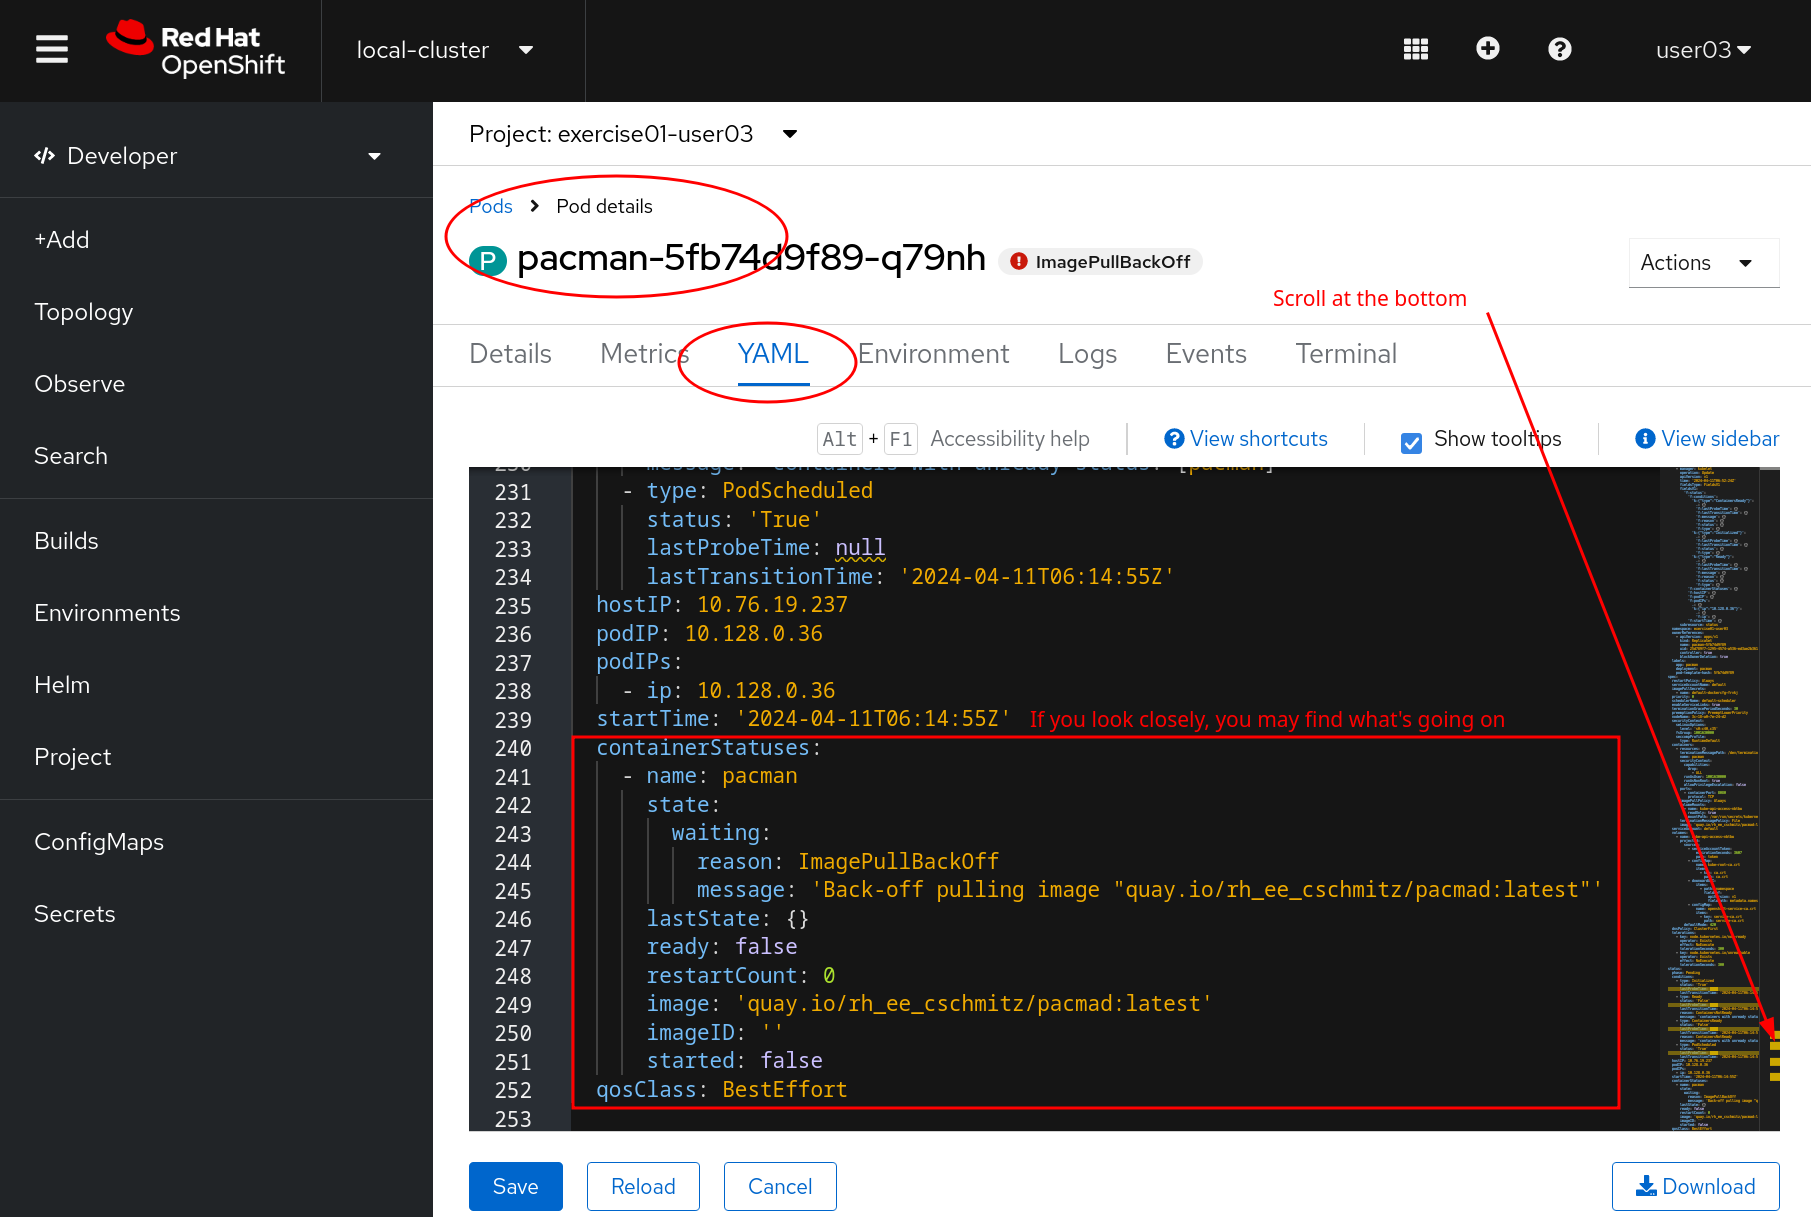 Red Hat
OpenShift
local-cluster
user03
Developer
+Add
Topology
Observe
Search
Builds
Environments
Helm
Project
ConfigMaps
Secrets
Project: exercise01-user03
Pods > Pod details
P pacman-5fb74d9f89-q79nh ImagePullBackOff
Actions
Scroll at the bottom
Details Metrics YAML Environment Logs Events Terminal
Alt + F1 Accessibility help View shortcuts Show tooltips View sidebar
230 message: 'containers with unready status: [pacman]'
231 - type: PodScheduled
232 status: 'True'
233 lastProbeTime: null
234 lastTransitionTime: '2024-04-11T06:14:55Z'
235 hostIP: 10.76.19.237
236 podIP: 10.128.0.36
237 podIPs:
238 - ip: 10.128.0.36
239 startTime: '2024-04-11T06:14:55Z' If you look closely, you may find what's going on
240 containerStatuses:
241 - name: pacman
242 state:
243 waiting:
244 reason: ImagePullBackOff
245 message: 'Back-off pulling image "quay.io/rh_ee_cschmitz/pacmad:latest"'
246 lastState: {}
247 ready: false
248 restartCount: 0
249 image: 'quay.io/rh_ee_cschmitz/pacmad:latest'
250 imageID: ''
251 started: false
252 qosClass: BestEffort
253
Save Reload Cancel Download